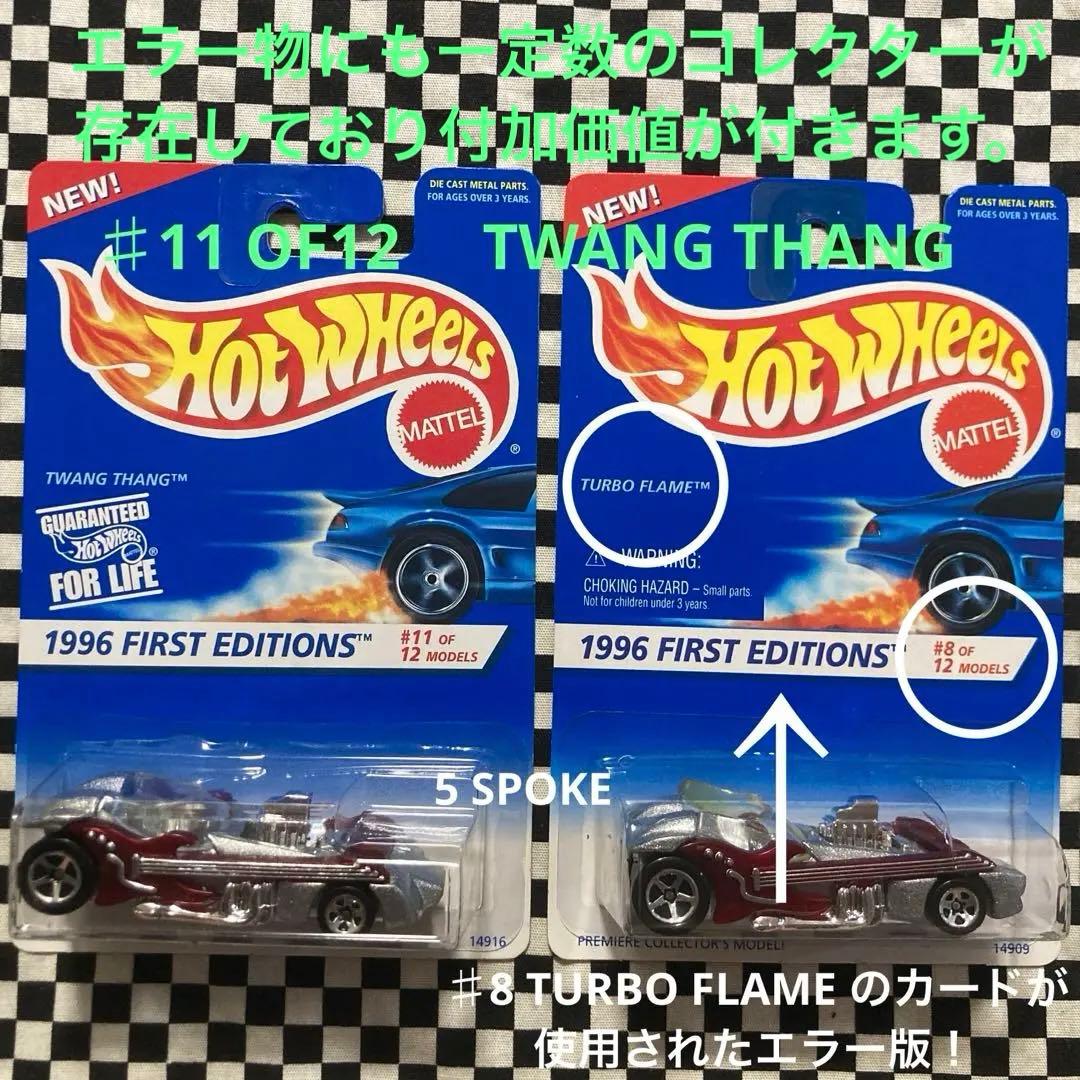 エラー物にも一定数のコレクターが
存在しており付加価値が付きます。
NEW!
DIE CAST METAL PARTS.
FOR AGES OVER 3 YEARS.
NEW!
DIE CAST METAL PARTS.
FOR AGES OVER 3 YEARS.
#11 OF12 TWANG THANG
HOT WHEELS
MATTEL
®
HOT WHEELS
MATTEL
®
TWANG THANG™
GUARANTEED
HOT WHEELS®
FOR LIFE
TURBO FLAME™
⚠ WARNING:
CHOKING HAZARD – Small parts.
Not for children under 3 years.
1996 FIRST EDITIONS™
#11 OF
12 MODELS
1996 FIRST EDITIONS™
#8 OF
12 MODELS
5 SPOKE
14916
PREMIERE COLLECTOR'S MODEL!
14909
#8 TURBO FLAME のカードが
使用されたエラー版！